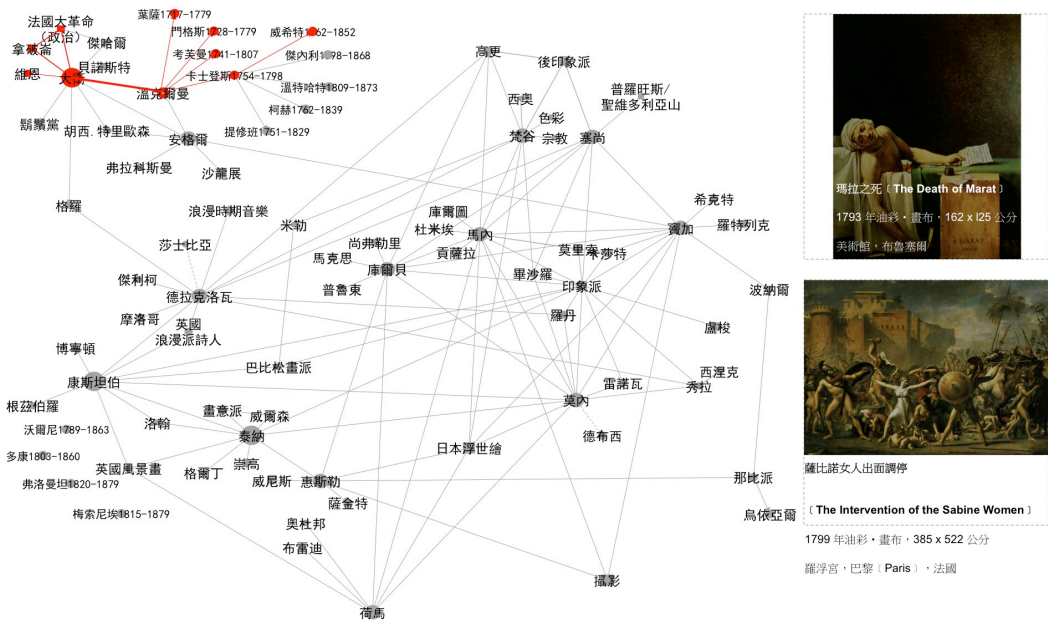 葉薩1717-1779
法國大革命
(政治)
門格斯1728-1779
威希特1762-1852
傑哈爾
拿破崙
考芙曼1741-1807
傑內利1798-1868
貝諾斯特
維恩
大衛
卡士登斯1754-1798
溫克爾曼
溫特哈特1809-1873
柯赫1762-1839
鬍鬚黨
胡西.特里歐森
提修班1751-1829
安格爾
弗拉科斯曼
沙龍展
高更
後印象派
普羅旺斯/
聖維多利亞山
西奧
色彩
梵谷
宗教
塞尚
格羅
浪漫時期音樂
米勒
庫爾圖
希克特
杜米埃
馬內
竇加
羅特列克
莎士比亞
尚弗勒里
貢薩拉
莫里索
卡莎特
馬克思
庫爾貝
畢沙羅
傑利柯
普魯東
印象派
波納爾
德拉克洛瓦
摩洛哥
英國
浪漫派詩人
羅丹
盧梭
博寧頓
巴比松畫派
西涅克
康斯坦伯
雷諾瓦
秀拉
根茲伯羅
畫意派
威爾森
莫內
沃爾尼1789-1863
洛翰
泰納
德布西
多康1803-1860
英國風景畫
崇高
日本浮世繪
格爾丁
弗洛曼坦1820-1879
威尼斯
惠斯勒
那比派
梅索尼埃1815-1879
薩金特
烏依亞爾
奧杜邦
布雷迪
攝影
荷馬
瑪拉之死〔The Death of Marat〕
1793 年油彩・畫布，162 x l25 公分
美術館，布魯塞爾
薩比諾女人出面調停
〔The Intervention of the Sabine Women〕
1799 年油彩・畫布，385 x 522 公分
羅浮宮，巴黎〔Paris〕，法國